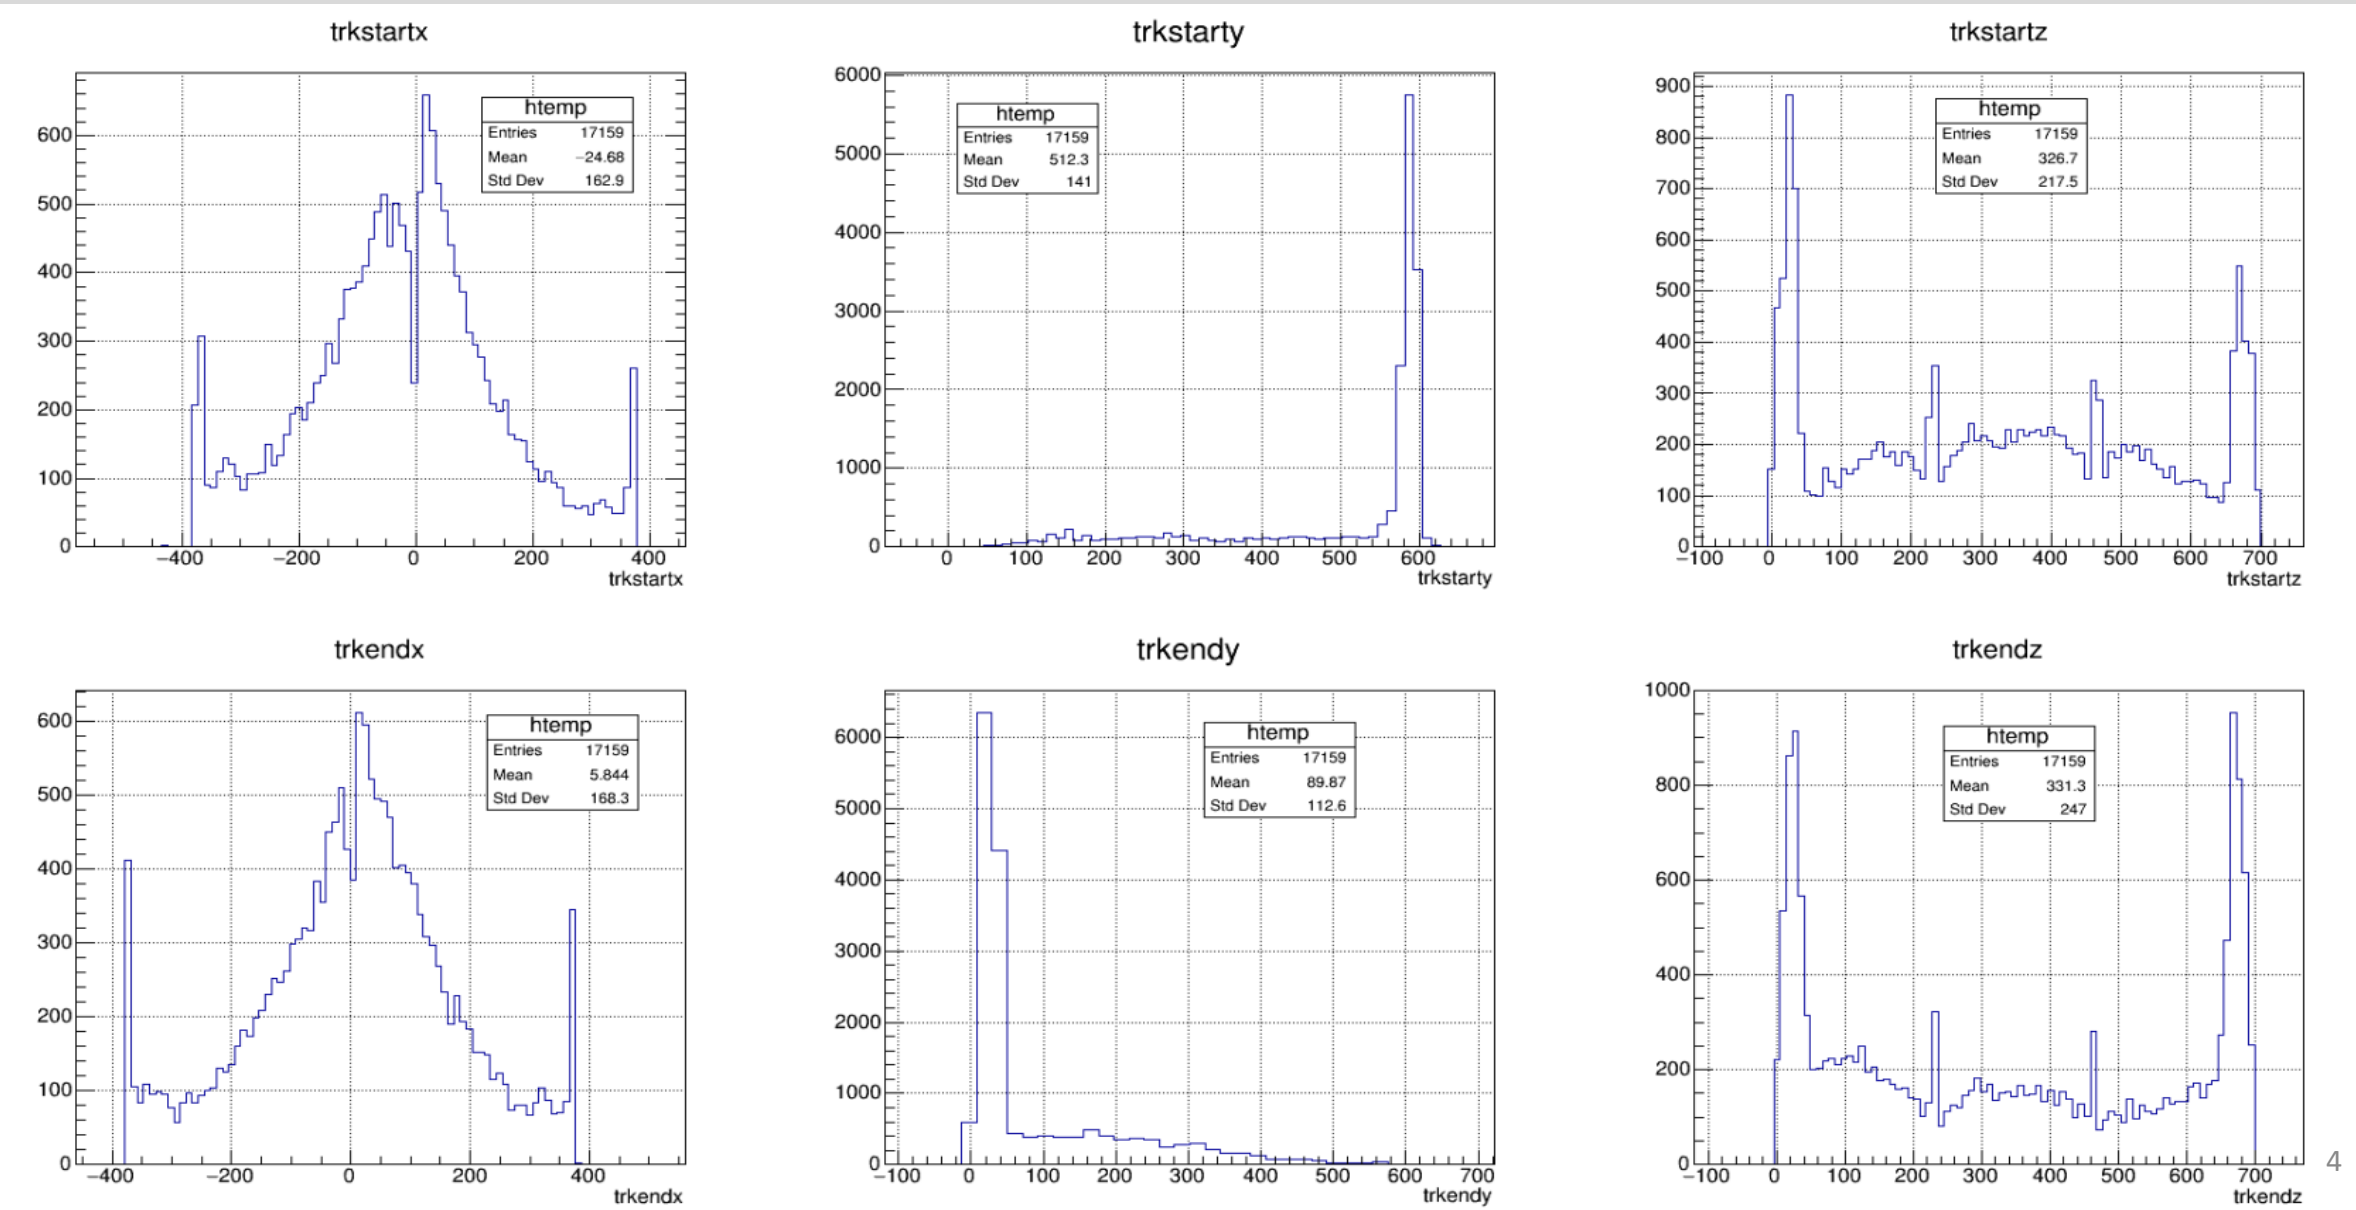 trkstartx
600
500
400
300
200
100
0
−400 −200 0 200 400
trkstartx
htemp
Entries 17159
Mean −24.68
Std Dev 162.9
trkstarty
6000
5000
4000
3000
2000
1000
0
0 100 200 300 400 500 600
trkstarty
htemp
Entries 17159
Mean 512.3
Std Dev 141
trkstartz
900
800
700
600
500
400
300
200
100
0
−100 0 100 200 300 400 500 600 700
trkstartz
htemp
Entries 17159
Mean 326.7
Std Dev 217.5
trkendx
600
500
400
300
200
100
0
−400 −200 0 200 400
trkendx
htemp
Entries 17159
Mean 5.844
Std Dev 168.3
trkendy
6000
5000
4000
3000
2000
1000
0
−100 0 100 200 300 400 500 600 700
trkendy
htemp
Entries 17159
Mean 89.87
Std Dev 112.6
trkendz
1000
800
600
400
200
0
−100 0 100 200 300 400 500 600 700
trkendz
htemp
Entries 17159
Mean 331.3
Std Dev 247
4